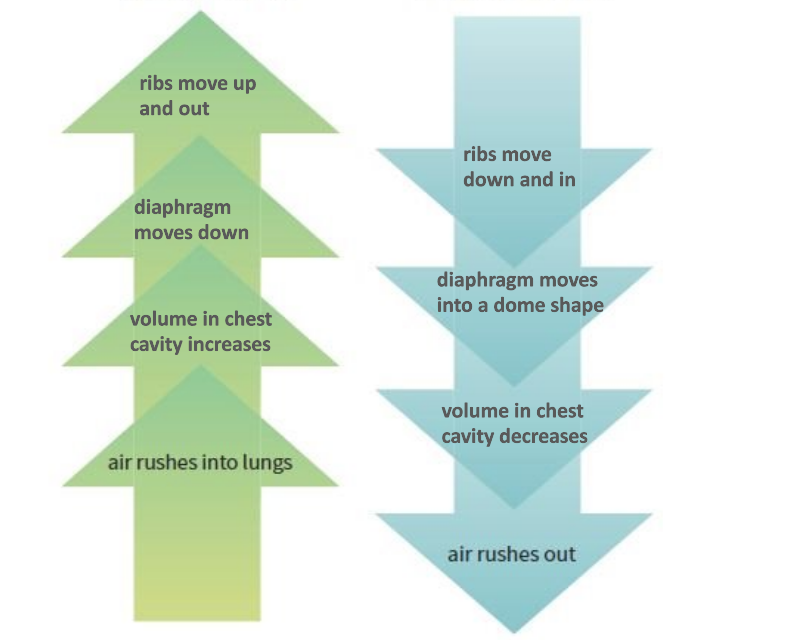 ribs move up
and out
diaphragm
moves down
volume in chest
cavity increases
air rushes into lungs
ribs move
down and in
diaphragm moves
into a dome shape
volume in chest
cavity decreases
air rushes out